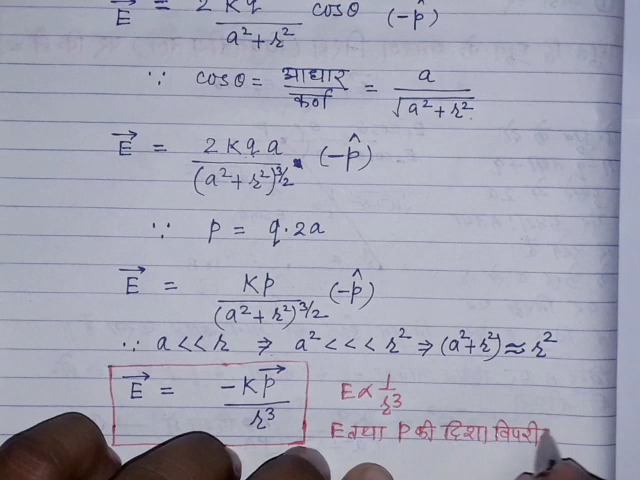 E⃗ = 2Kq/(a²+r²) cosθ (-p̂)
∵ cosθ = आधार/कर्ण = a/√(a²+r²)
E⃗ = 2Kqa/(a²+r²)^3/2 · (-p̂)
∵ p = q·2a
E⃗ = Kp/(a²+r²)^3/2 (-p̂)
∵ a<<r ⇒ a²<<<r² ⇒ (a²+r²)≈r²
E⃗ = -Kp⃗/r³
E∝1/r³
E तथा P की दिशा विपरी